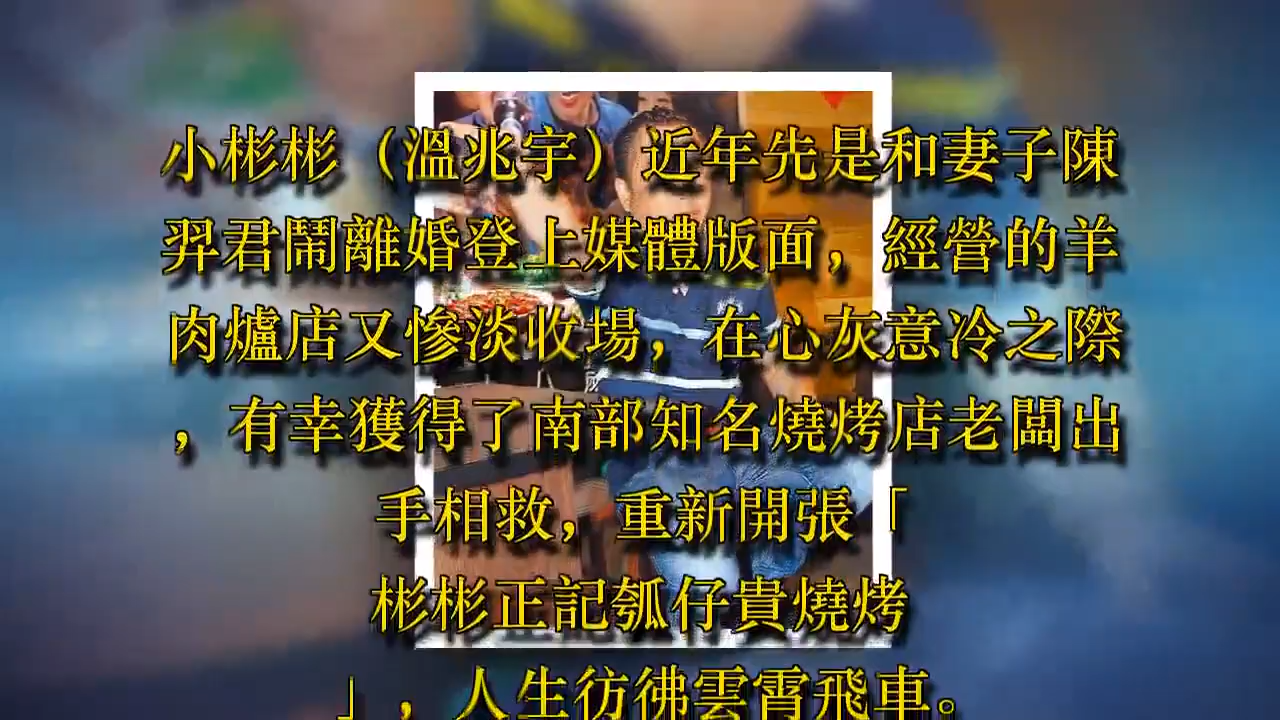 小彬彬（溫兆宇）近年先是和妻子陳
羿君鬧離婚登上媒體版面，經營的羊
肉爐店又慘淡收場，在心灰意冷之際
，有幸獲得了南部知名燒烤店老闆出
手相救，重新開張「
彬彬正記瓠仔貴燒烤
」，人生彷彿雲霄飛車。